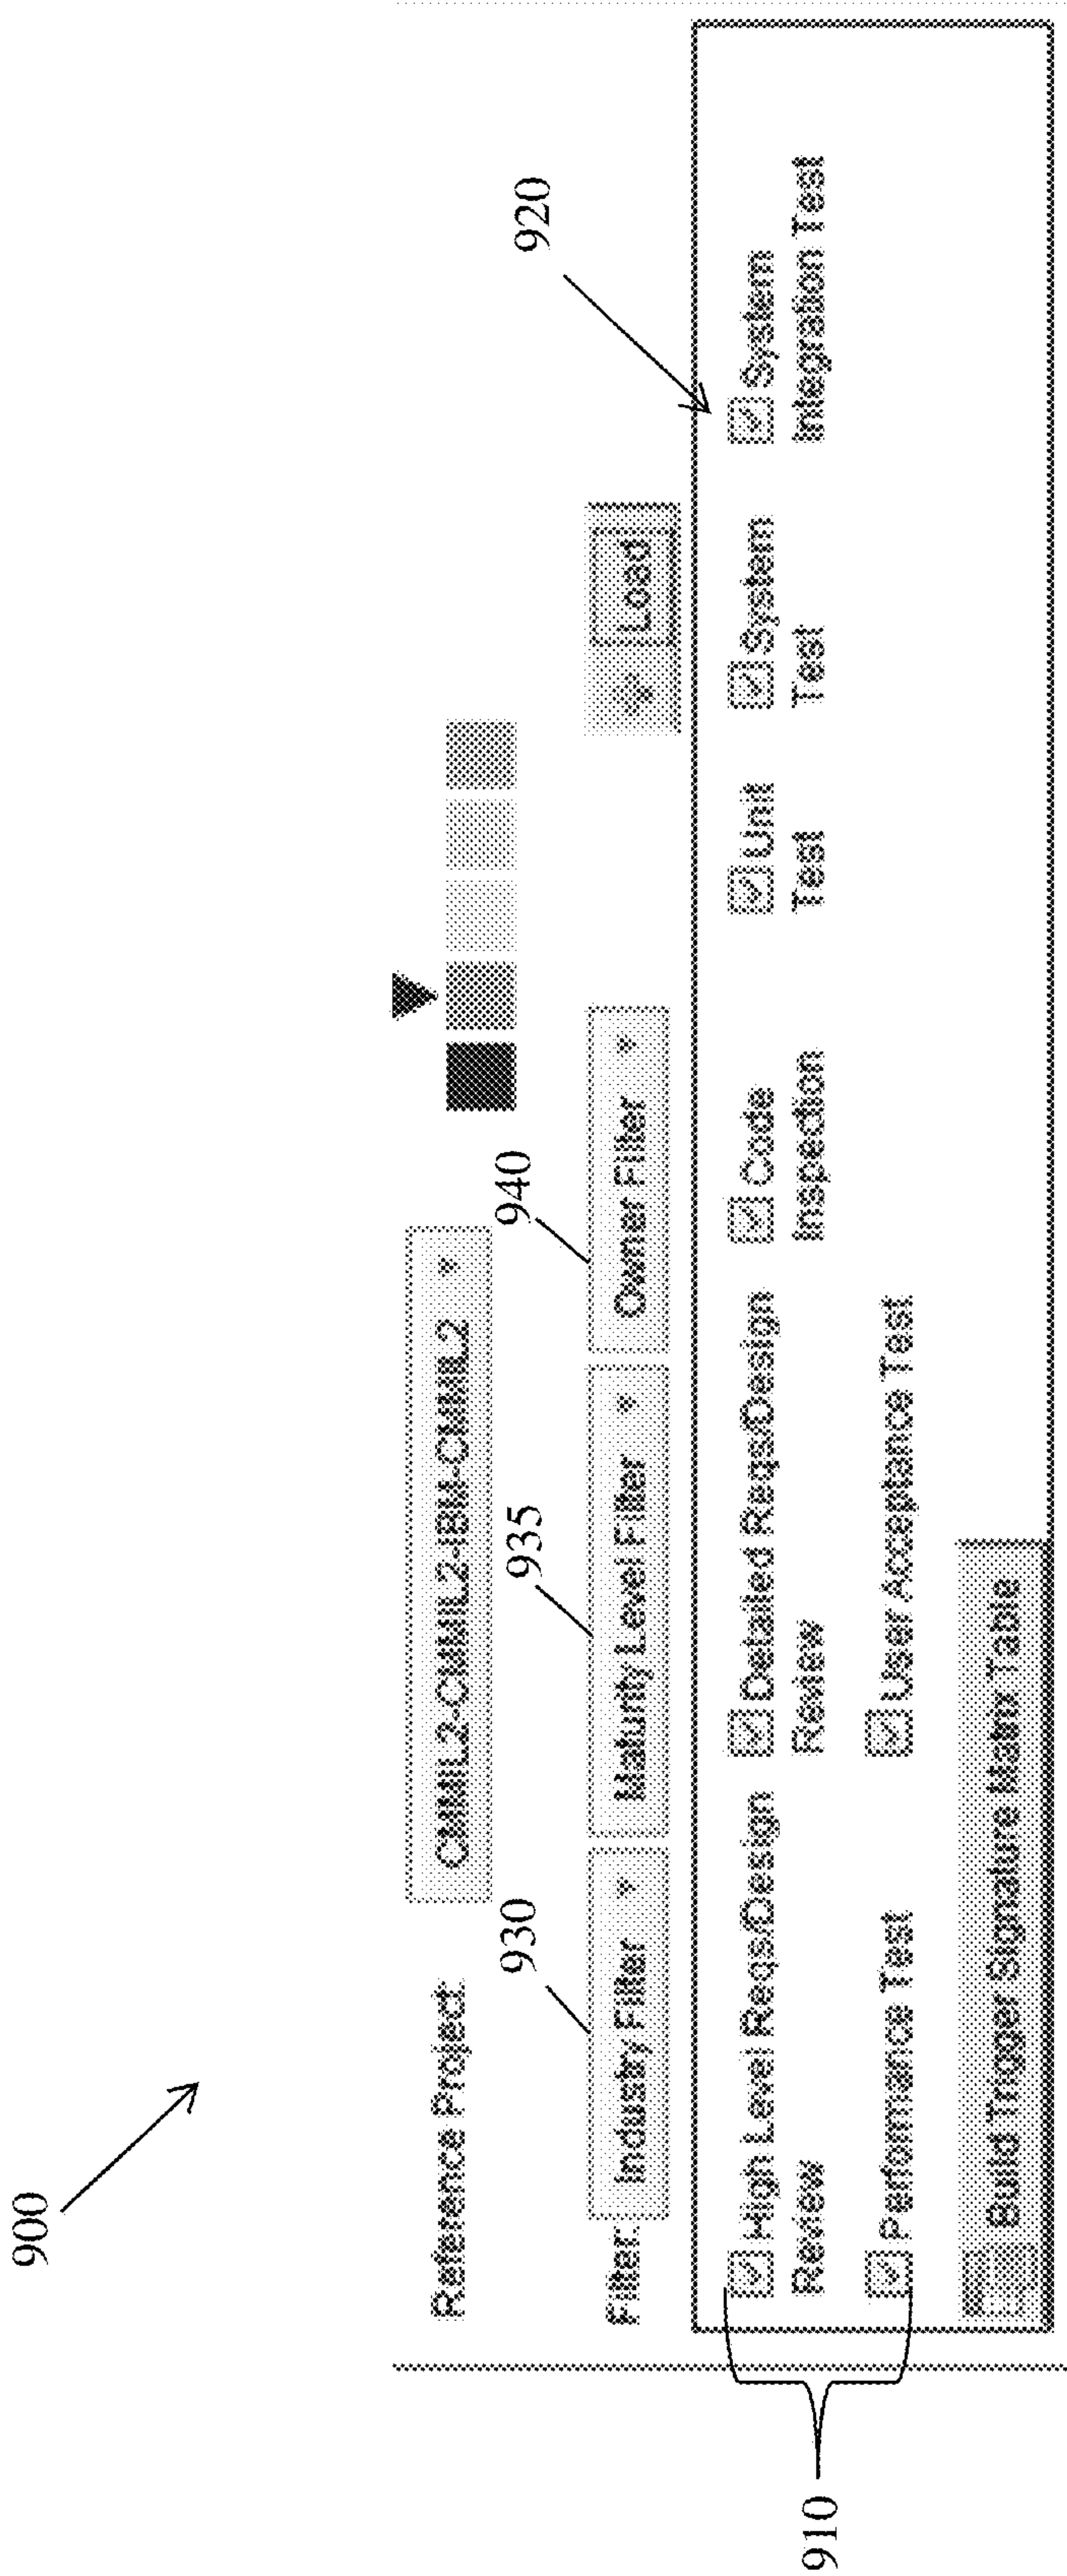 900
Reference Project:
CMMIL2-CMMIL2-IBM-CMMIL2
930
935
940
Filter:
Industry Filter
Maturity Level Filter
Owner Filter
Load
920
High Level Reqs/Design Review
Detailed Reqs/Design Review
Code Inspection
Unit Test
System Test
System Integration Test
Performance Test
User Acceptance Test
Build Trigger Signature Matrix Table
910